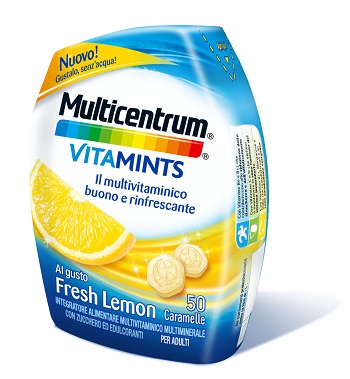 Nuovo!
Gustalo, senz'acqua!
Multicentrum®
VITAMINTS®
Il multivitaminico
buono e rinfrescante
Al gusto
Fresh Lemon
50
Caramelle
INTEGRATORE ALIMENTARE MULTIVITAMINICO MULTIMINERALE
CON ZUCCHERO ED EDULCORANTI
PER ADULTI